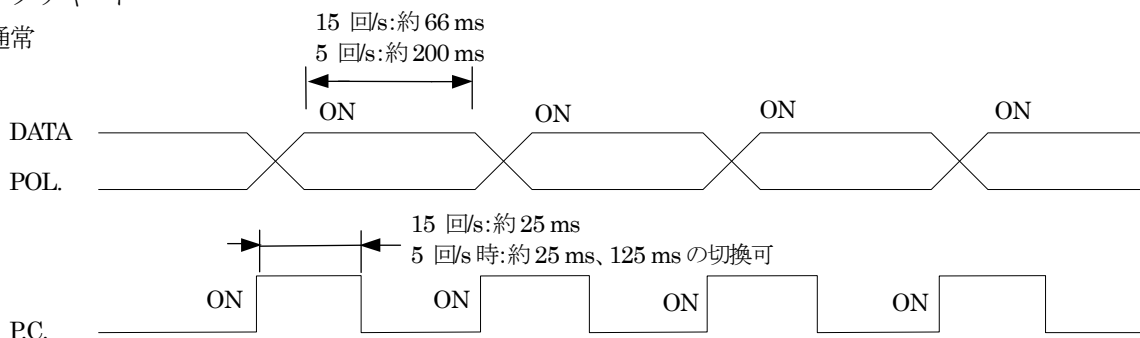 通常
15 回/s:約 66 ms
5 回/s:約 200 ms
ON ON ON ON
DATA
POL.
15 回/s:約 25 ms
5 回/s 時:約 25 ms、125 ms の切換可
ON ON ON ON
P.C.